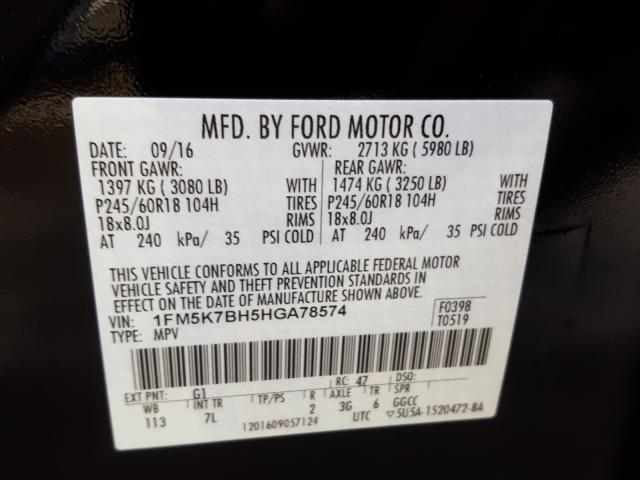 MFD. BY FORD MOTOR CO.
DATE: 09/16 GVWR: 2713 KG ( 5980 LB)
FRONT GAWR: REAR GAWR:
1397 KG ( 3080 LB) WITH 1474 KG ( 3250 LB) WITH
P245/60R18 104H TIRES P245/60R18 104H TIRES
18x8.0J RIMS 18x8.0J RIMS
AT 240 kPa/ 35 PSI COLD AT 240 kPa/ 35 PSI COLD
THIS VEHICLE CONFORMS TO ALL APPLICABLE FEDERAL MOTOR
VEHICLE SAFETY AND THEFT PREVENTION STANDARDS IN
EFFECT ON THE DATE OF MANUFACTURE SHOWN ABOVE.
VIN: 1FM5K7BH5HGA78574 F0398
TYPE: MPV T0519
EXT PNT: G1 RC: 47 DSO:
WB INT TR TP/PS R AXLE TR SPR
113 7L 2 3G 6 GGCC
1201609057124 UTC ▽5U5A-1520472-BA